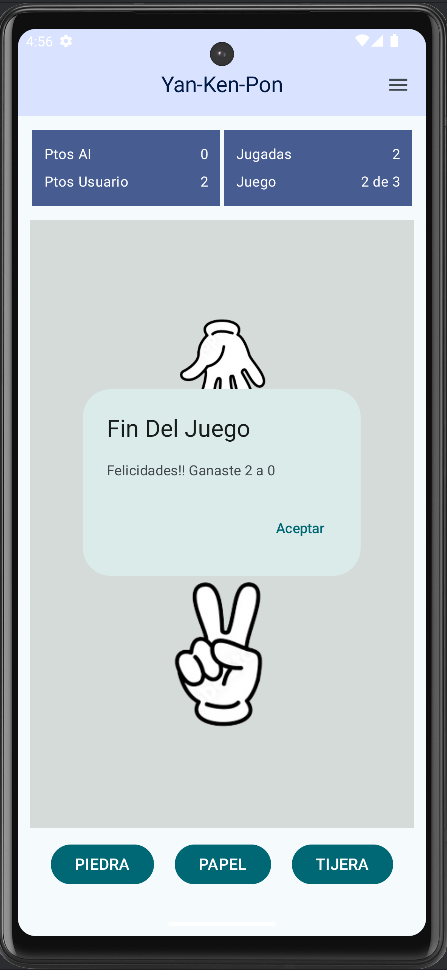 4:56
Yan-Ken-Pon
Ptos AI 0
Ptos Usuario 2
Jugadas 2
Juego 2 de 3
Fin Del Juego
Felicidades!! Ganaste 2 a 0
Aceptar
PIEDRA PAPEL TIJERA